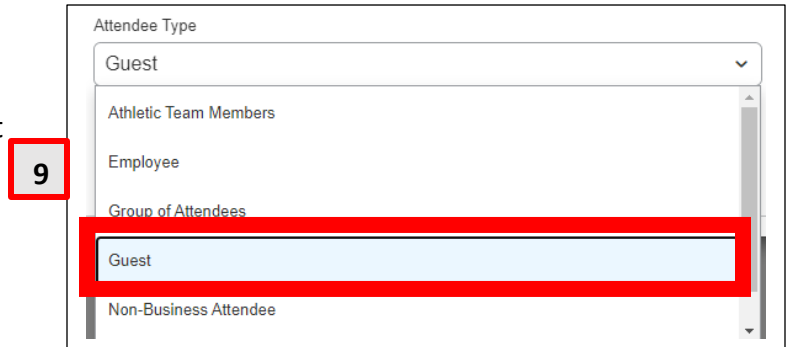 Attendee Type
Guest
Athletic Team Members
9
Employee
Group of Attendees
Guest
Non-Business Attendee